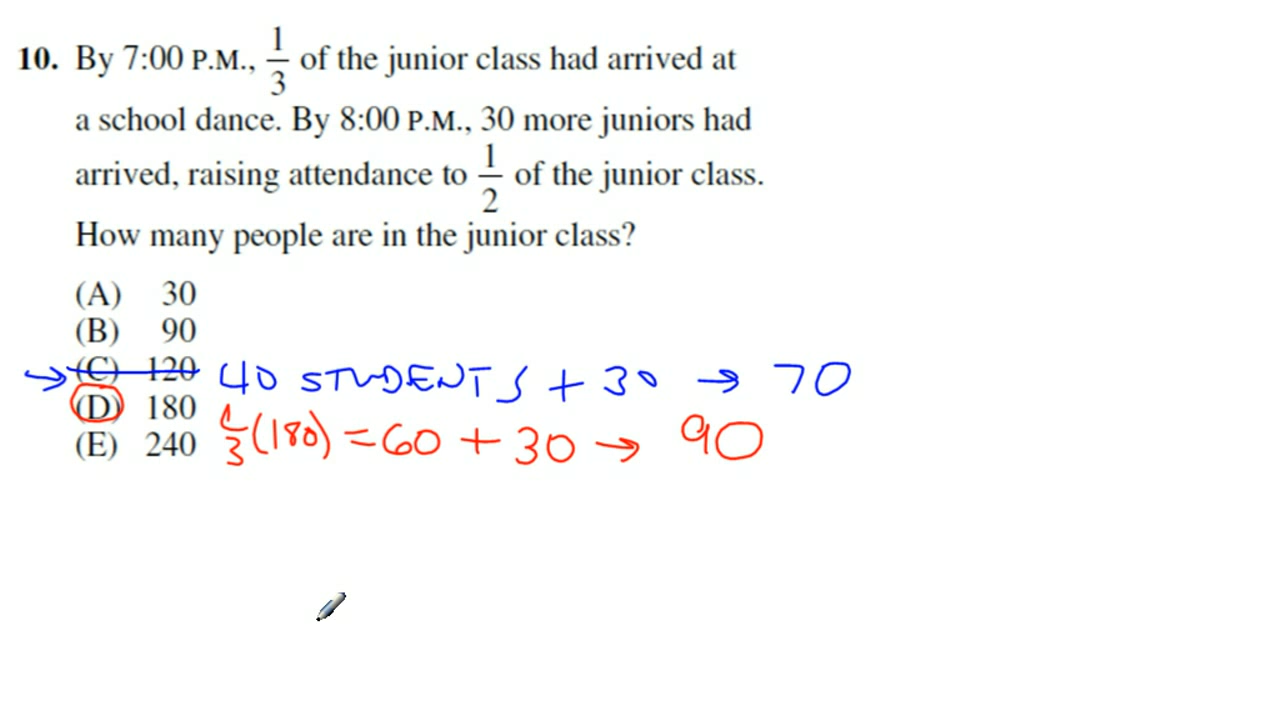 10. By 7:00 P.M., 1/3 of the junior class had arrived at
a school dance. By 8:00 P.M., 30 more juniors had
arrived, raising attendance to 1/2 of the junior class.
How many people are in the junior class?
(A) 30
(B) 90
→ (C) 120 40 STUDENTS + 30 → 70
(D) 180
(E) 240 1/3 (180) = 60 + 30 → 90